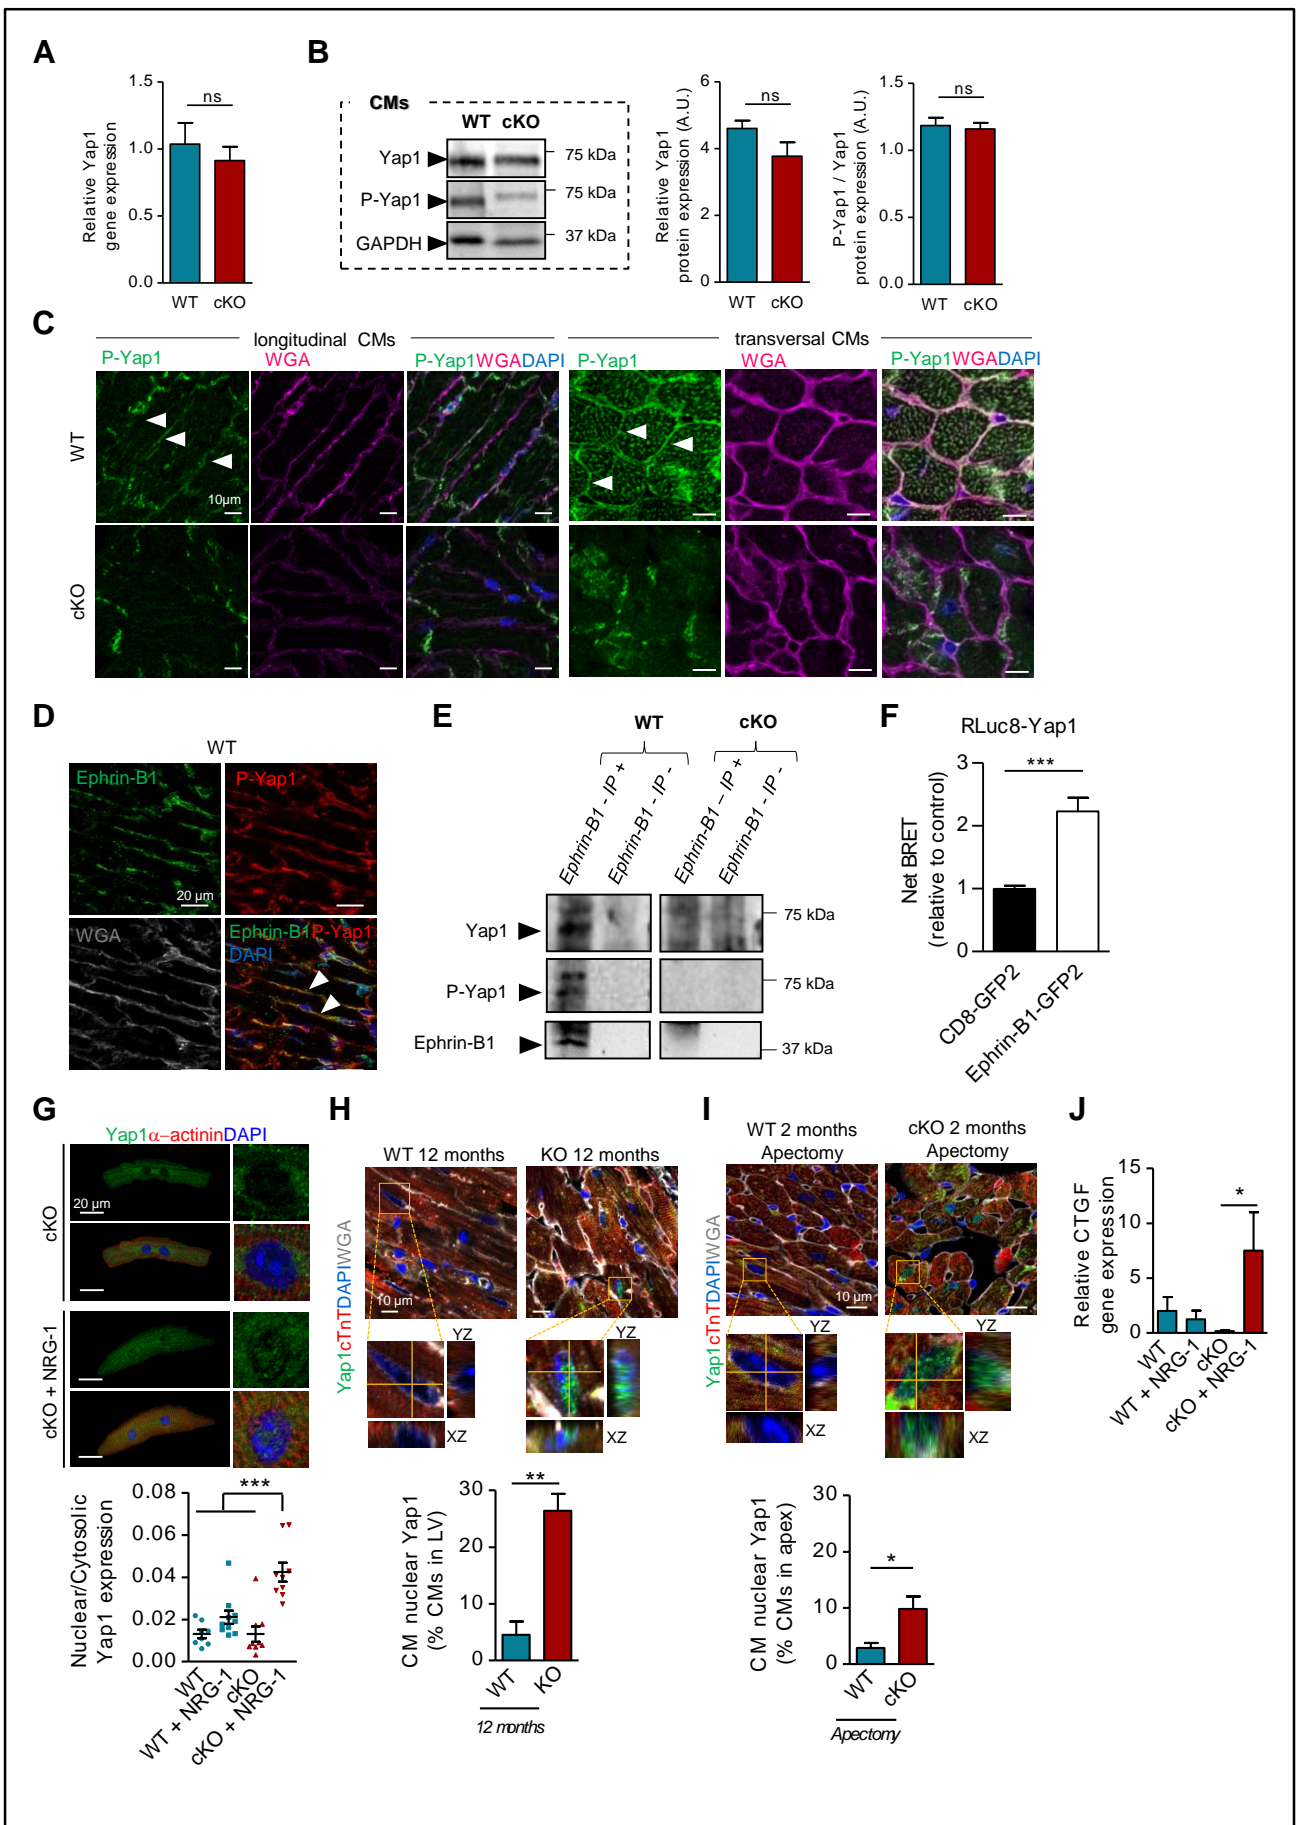 A
Relative Yap1
gene expression
1.5
1.0
0.5
0.0
ns
WT cKO
B
CMs
WT cKO
Yap1
75 kDa
P-Yap1
75 kDa
GAPDH
37 kDa
Relative Yap1
protein expression (A.U.)
6
4
2
0
ns
WT cKO
P-Yap1 / Yap1
protein expression (A.U.)
1.5
1.0
0.5
0.0
ns
WT cKO
C
longitudinal CMs
transversal CMs
P-Yap1
WGA
P-Yap1WGADAPI
P-Yap1
WGA
P-Yap1WGADAPI
WT
10µm
cKO
D
WT
Ephrin-B1
P-Yap1
20 µm
WGA
Ephrin-B1P-Yap1
DAPI
E
WT
cKO
Ephrin-B1 - IP +
Ephrin-B1 - IP -
Ephrin-B1 – IP +
Ephrin-B1 - IP -
Yap1
75 kDa
P-Yap1
75 kDa
Ephrin-B1
37 kDa
F
RLuc8-Yap1
Net BRET
(relative to control)
3
2
1
0
***
CD8-GFP2
Ephrin-B1-GFP2
G
Yap1α–actininDAPI
cKO
20 µm
cKO + NRG-1
Nuclear/Cytosolic
Yap1 expression
0.08
0.06
0.04
0.02
0.00
***
WT
WT + NRG-1
cKO
cKO + NRG-1
H
WT 12 months
KO 12 months
Yap1cTnTDAPIWGA
10 µm
YZ
XZ
CM nuclear Yap1
(% CMs in LV)
30
20
10
0
**
WT
KO
12 months
I
WT 2 months
Apectomy
cKO 2 months
Apectomy
Yap1cTnTDAPIWGA
10 µm
YZ
XZ
CM nuclear Yap1
(% CMs in apex)
30
20
10
0
*
WT
cKO
Apectomy
J
Relative CTGF
gene expression
15
10
5
0
*
WT
WT + NRG-1
cKO
cKO + NRG-1